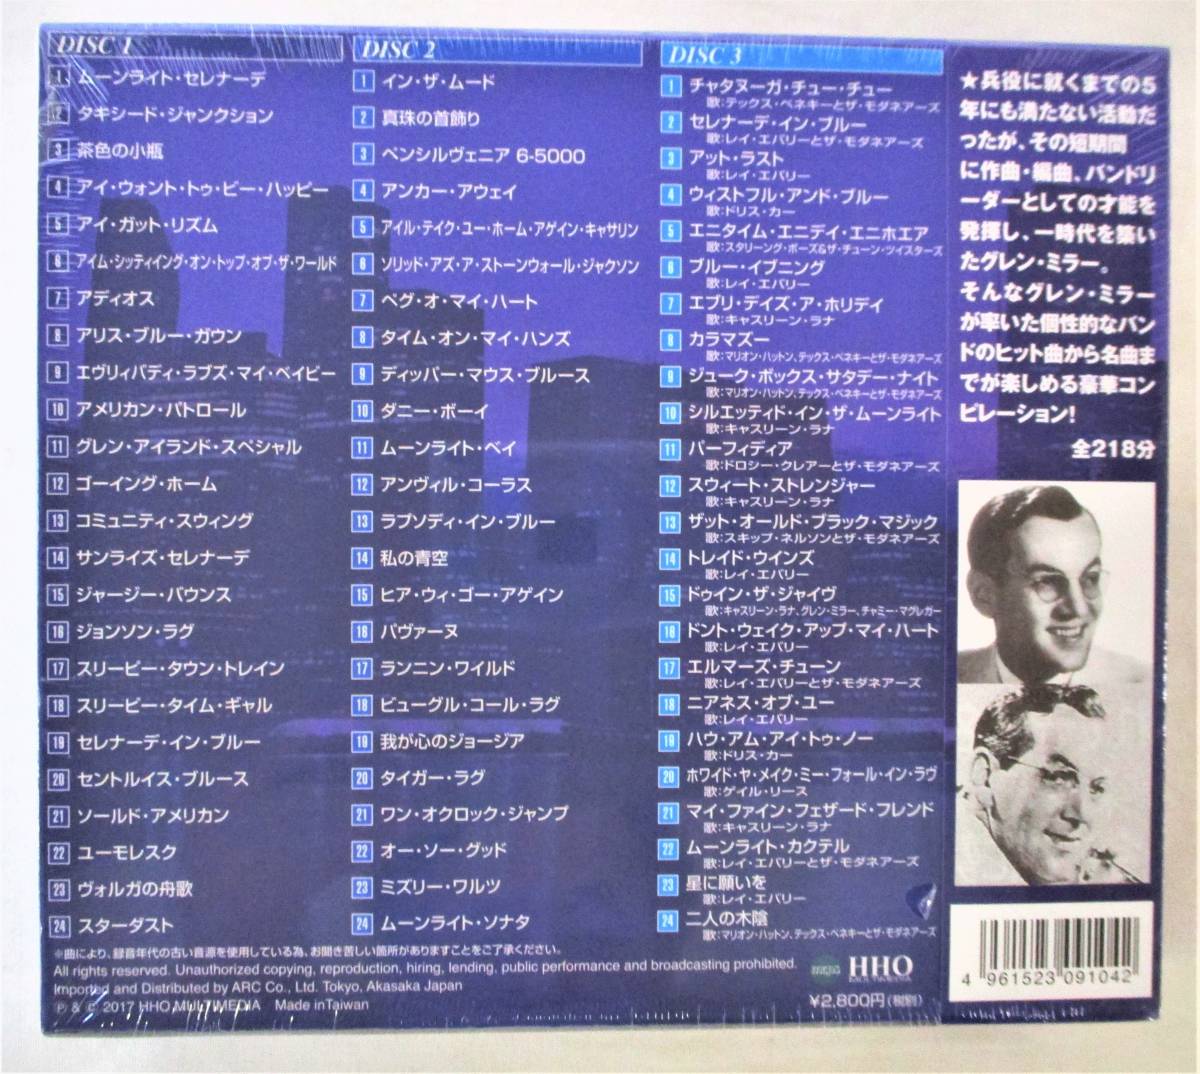 DISC 1
1 ムーンライト・セレナーデ
2 タキシード・ジャンクション
3 茶色の小瓶
4 アイ・ウォント・トゥ・ビー・ハッピー
5 アイ・ガット・リズム
6 アイム・シッティイング・オン・トップ・オブ・ザ・ワールド
7 アディオス
8 アリス・ブルー・ガウン
9 エヴリィバディ・ラブズ・マイ・ベイビー
10 アメリカン・パトロール
11 グレン・アイランド・スペシャル
12 ゴーイング・ホーム
13 コミュニティ・スウィング
14 サンライズ・セレナーデ
15 ジャージー・バウンス
16 ジョンソン・ラグ
17 スリーピー・タウン・トレイン
18 スリーピー・タイム・ギャル
19 セレナーデ・イン・ブルー
20 セントルイス・ブルース
21 ソールド・アメリカン
22 ユーモレスク
23 ヴォルガの舟歌
24 スターダスト
DISC 2
1 イン・ザ・ムード
2 真珠の首飾り
3 ペンシルヴェニア 6-5000
4 アンカー・アウェイ
5 アイル・テイク・ユー・ホーム・アゲイン・キャサリン
6 ソリッド・アズ・ア・ストーンウォール・ジャクソン
7 ペグ・オ・マイ・ハート
8 タイム・オン・マイ・ハンズ
9 ディッパー・マウス・ブルース
10 ダニー・ボーイ
11 ムーンライト・ベイ
12 アンヴィル・コーラス
13 ラプソディ・イン・ブルー
14 私の青空
15 ヒア・ウィ・ゴー・アゲイン
16 パヴァーヌ
17 ランニン・ワイルド
18 ビューグル・コール・ラグ
19 我が心のジョージア
20 タイガー・ラグ
21 ワン・オクロック・ジャンプ
22 オー・ソー・グッド
23 ミズリー・ワルツ
24 ムーンライト・ソナタ
DISC 3
1 チャタヌーガ・チュー・チュー
歌:テックス・ベネキーとザ・モダネアーズ
2 セレナーデ・イン・ブルー
歌:レイ・エバリーとザ・モダネアーズ
3 アット・ラスト
歌:レイ・エバリー
4 ウィストフル・アンド・ブルー
歌:ドリス・カー
5 エニタイム・エニデイ・エニホエア
歌:スタリーング・ボーズ&ザ・チューン・ツイスターズ
6 ブルー・イブニング
歌:レイ・エバリー
7 エブリ・デイズ・ア・ホリデイ
歌:キャスリーン・ラナ
8 カラマズー
歌:マリオン・ハットン、テックス・ベネキーとザ・モダネアーズ
9 ジューク・ボックス・サタデー・ナイト
歌:マリオン・ハットン、テックス・ベネキーとザ・モダネアーズ
10 シルエッティド・イン・ザ・ムーンライト
歌:キャスリーン・ラナ
11 パーフィディア
歌:ドロシー・クレアーとザ・モダネアーズ
12 スウィート・ストレンジャー
歌:キャスリーン・ラナ
13 ザット・オールド・ブラック・マジック
歌:スキップ・ネルソンとザ・モダネアーズ
14 トレイド・ウインズ
歌:レイ・エバリー
15 ドゥイン・ザ・ジャイヴ
歌:キャスリーン・ラナ、グレン・ミラー、チャミー・マグレガー
16 ドント・ウェイク・アップ・マイ・ハート
歌:レイ・エバリー
17 エルマーズ・チューン
歌:レイ・エバリーとザ・モダネアーズ
18 ニアネス・オブ・ユー
歌:レイ・エバリー
19 ハウ・アム・アイ・トゥ・ノー
歌:ドリス・カー
20 ホワイド・ヤ・メイク・ミー・フォール・イン・ラヴ
歌:ゲイル・リース
21 マイ・ファイン・フェザード・フレンド
歌:キャスリーン・ラナ
22 ムーンライト・カクテル
歌:レイ・エバリーとザ・モダネアーズ
23 星に願いを
歌:レイ・エバリー
24 二人の木陰
歌:マリオン・ハットン、テックス・ベネキーとザ・モダネアーズ
★兵役に就くまでの5
年にも満たない活動だ
ったが、その短期間
に作曲・編曲、バンドリ
ーダーとしての才能を
発揮し、一時代を築い
たグレン・ミラー。
そんなグレン・ミラー
が率いた個性的なバン
ドのヒット曲から名曲ま
でが楽しめる豪華コン
ピレーション!
全218分
※曲により、録音年代の古い音源を使用している為、お聞き苦しい箇所がありますことをご了承ください。
All rights reserved. Unauthorized copying, reproduction, hiring, lending, public performance and broadcasting prohibited.
Imported and Distributed by ARC Co., Ltd. Tokyo, Akasaka Japan
Ⓟ & © 2017 HHO MULTIMEDIA Made in Taiwan
HHO
MULTIMEDIA
¥2,800円(税別)
4 961523 091042